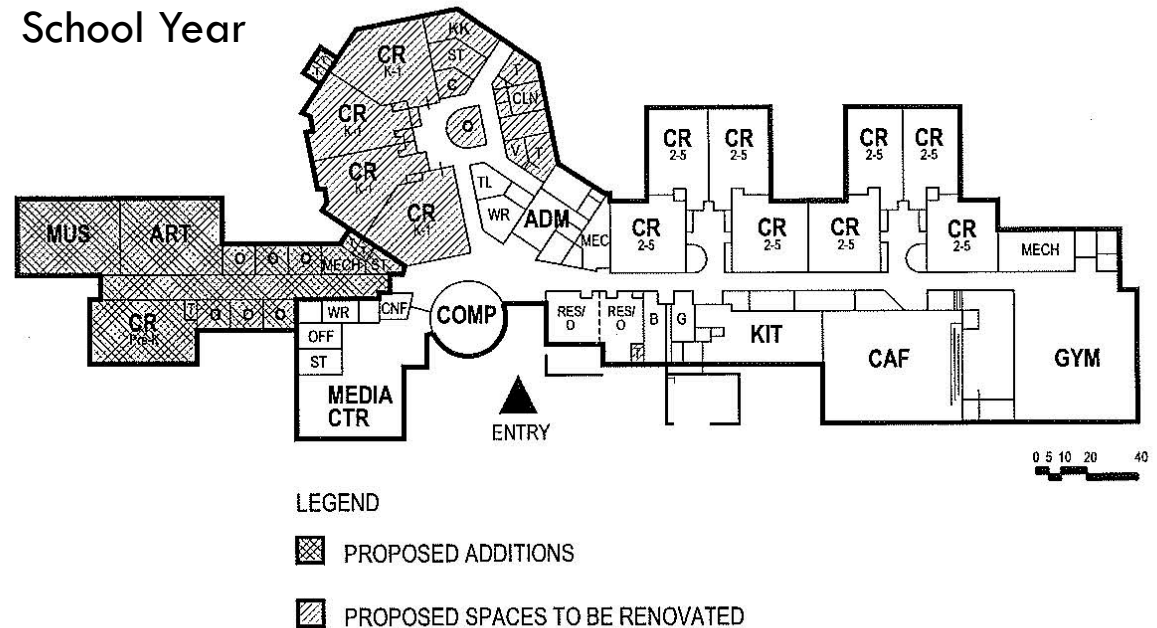 School Year
KK
CR
K-1
ST
T
C
CLN
CR
K-1
O
V T
CR
K-1
TL
CR
K-1
WR
ADM
MEC
CR
2-5
CR
2-5
CR
2-5
CR
2-5
CR
2-5
CR
2-5
CR
2-5
CR
2-5
MECH
MUS
ART
O O O
MECH
ST
CR
Pre-K
T
O O O
WR
CNF
OFF
ST
MEDIA
CTR
COMP
RES/
O
RES/
O
T
B
G
KIT
CAF
GYM
ENTRY
0 5 10 20 40
LEGEND
PROPOSED ADDITIONS
PROPOSED SPACES TO BE RENOVATED